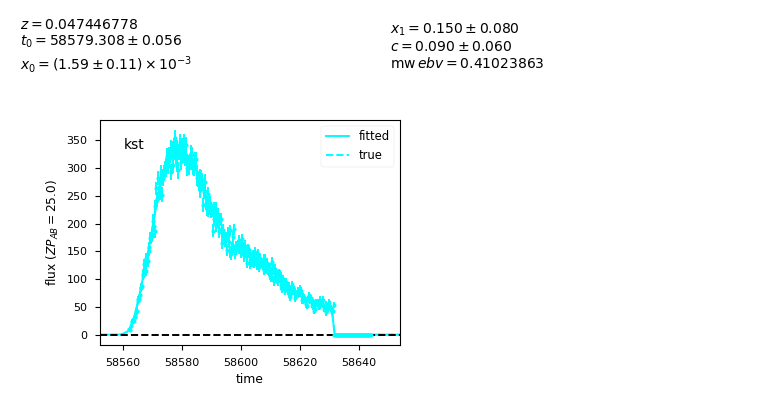 z = 0.047446778
t₀ = 58579.308 ± 0.056
x₀ = (1.59 ± 0.11) × 10⁻³
x₁ = 0.150 ± 0.080
c = 0.090 ± 0.060
mw ebv = 0.41023863
kst
fitted
true
flux (ZP_AB = 25.0)
350
300
250
200
150
100
50
0
58560 58580 58600 58620 58640
time